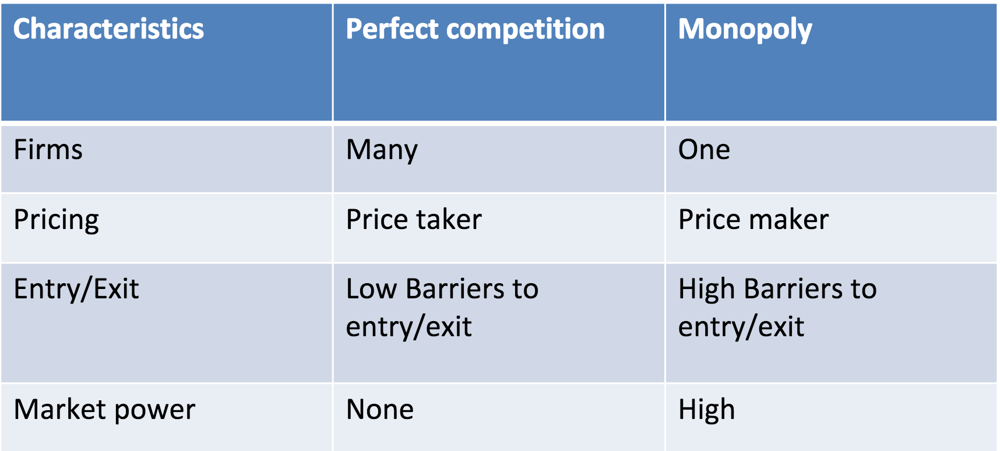 Characteristics Perfect competition Monopoly
Firms Many One
Pricing Price taker Price maker
Entry/Exit Low Barriers to High Barriers to
entry/exit entry/exit
Market power None High